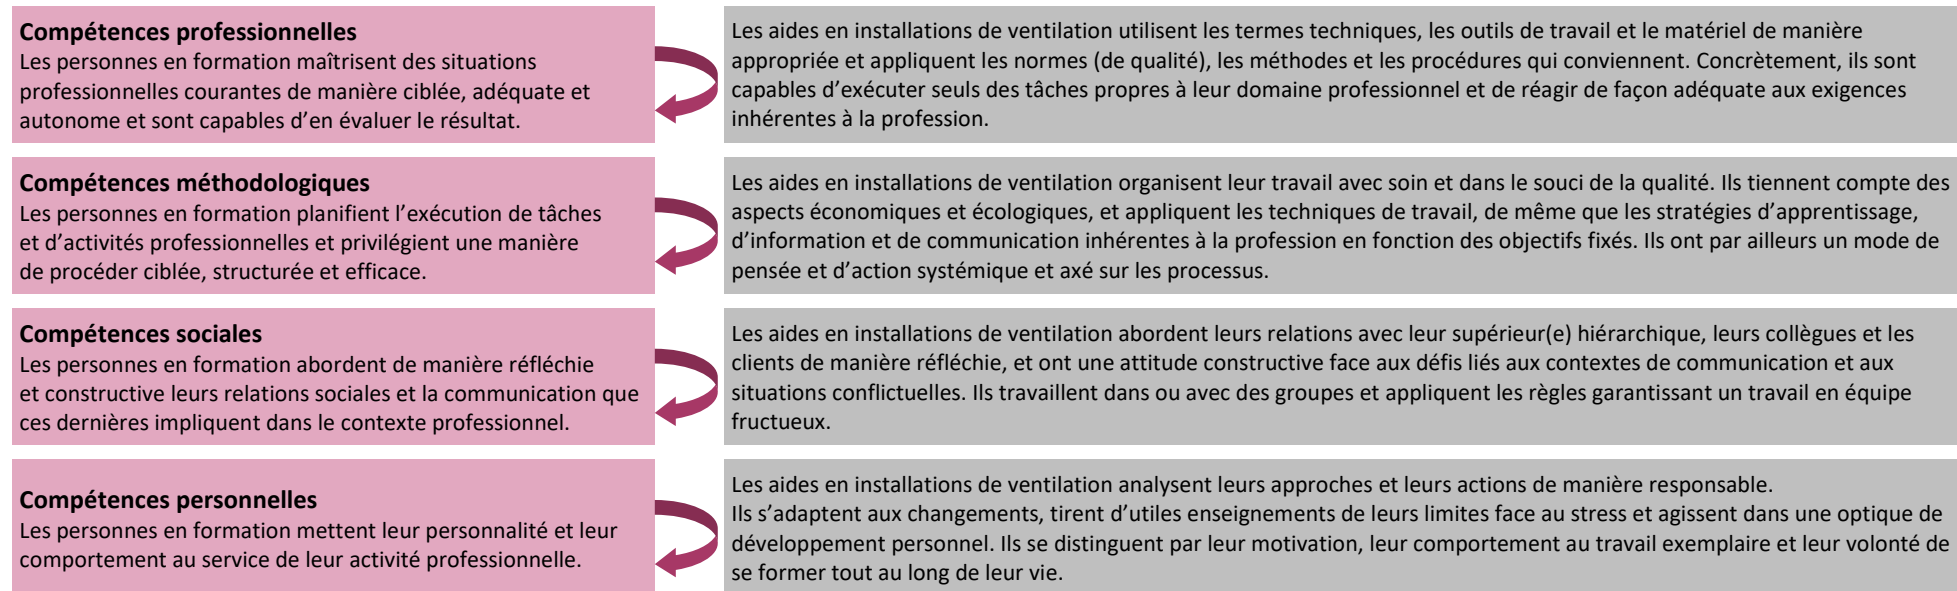 Compétences professionnelles
Les personnes en formation maîtrisent des situations
professionnelles courantes de manière ciblée, adéquate et
autonome et sont capables d’en évaluer le résultat.
Les aides en installations de ventilation utilisent les termes techniques, les outils de travail et le matériel de manière
appropriée et appliquent les normes (de qualité), les méthodes et les procédures qui conviennent. Concrètement, ils sont
capables d’exécuter seuls des tâches propres à leur domaine professionnel et de réagir de façon adéquate aux exigences
inhérentes à la profession.
Compétences méthodologiques
Les personnes en formation planifient l’exécution de tâches
et d’activités professionnelles et privilégient une manière
de procéder ciblée, structurée et efficace.
Les aides en installations de ventilation organisent leur travail avec soin et dans le souci de la qualité. Ils tiennent compte des
aspects économiques et écologiques, et appliquent les techniques de travail, de même que les stratégies d’apprentissage,
d’information et de communication inhérentes à la profession en fonction des objectifs fixés. Ils ont par ailleurs un mode de
pensée et d’action systémique et axé sur les processus.
Compétences sociales
Les personnes en formation abordent de manière réfléchie
et constructive leurs relations sociales et la communication que
ces dernières impliquent dans le contexte professionnel.
Les aides en installations de ventilation abordent leurs relations avec leur supérieur(e) hiérarchique, leurs collègues et les
clients de manière réfléchie, et ont une attitude constructive face aux défis liés aux contextes de communication et aux
situations conflictuelles. Ils travaillent dans ou avec des groupes et appliquent les règles garantissant un travail en équipe
fructueux.
Compétences personnelles
Les personnes en formation mettent leur personnalité et leur
comportement au service de leur activité professionnelle.
Les aides en installations de ventilation analysent leurs approches et leurs actions de manière responsable.
Ils s’adaptent aux changements, tirent d’utiles enseignements de leurs limites face au stress et agissent dans une optique de
développement personnel. Ils se distinguent par leur motivation, leur comportement au travail exemplaire et leur volonté de
se former tout au long de leur vie.